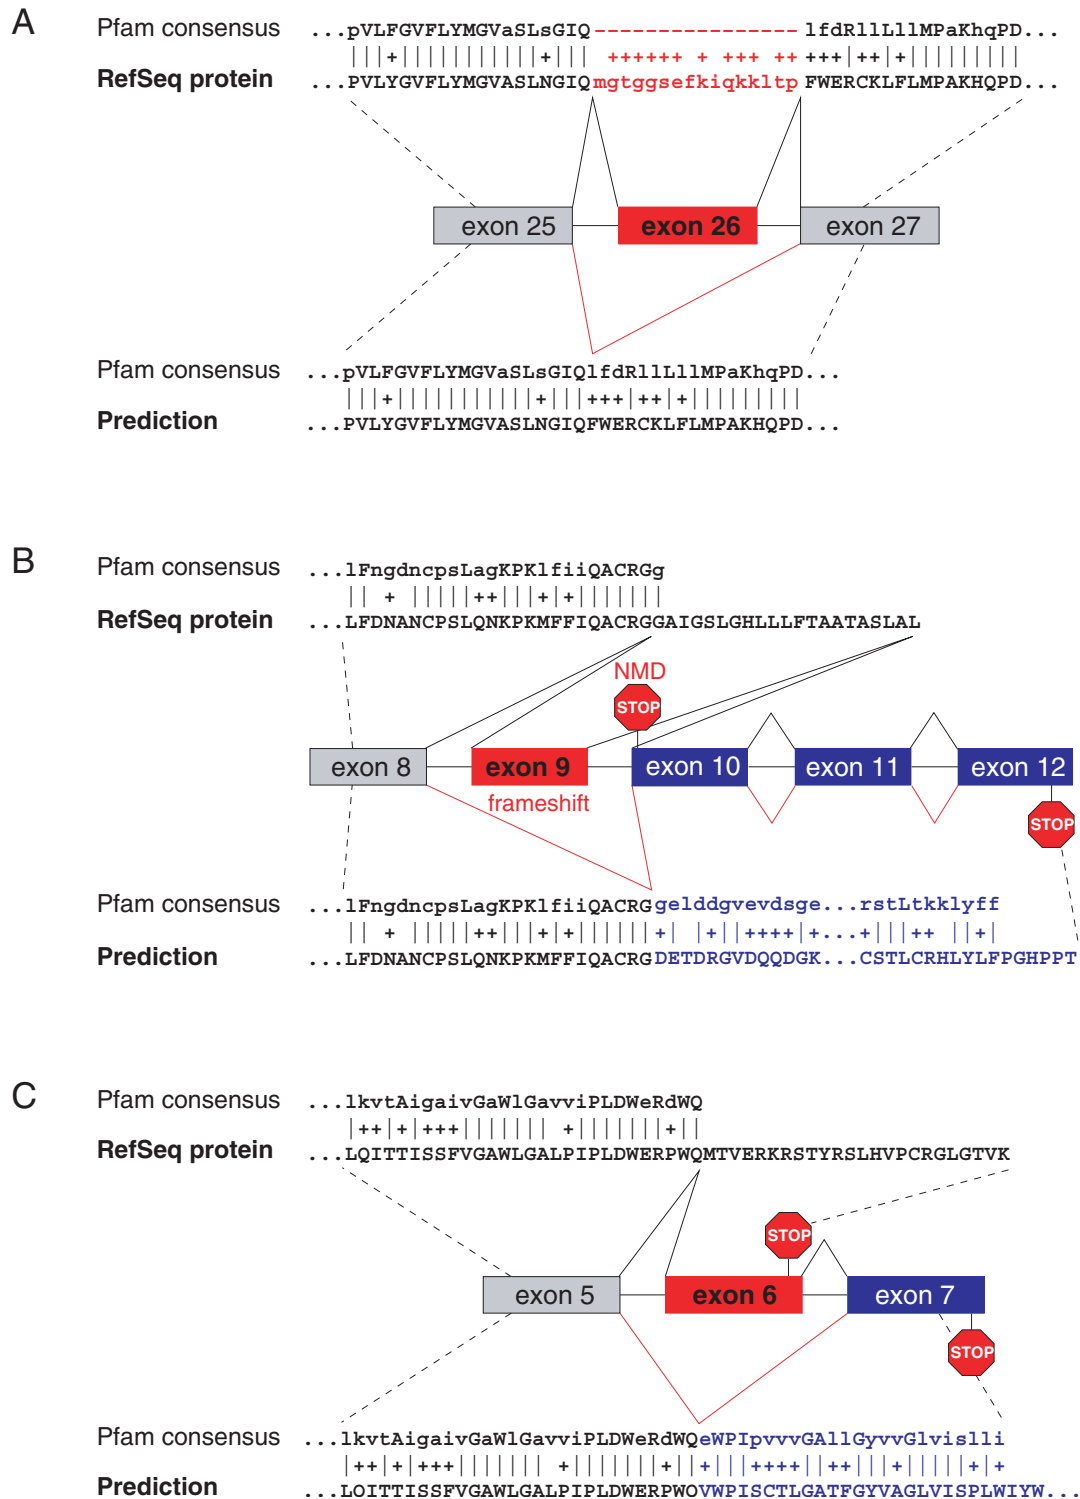 A
Pfam consensus ...pVLFGVFLYMGVaSLsGIQ----------------lfdRllLllMPaKhqPD...
|||+|||||||||||+||| ++++++ + +++ ++ +++|++|+|||||||||
RefSeq protein ...PVLYGVFLYMGVASLNGIQmgtggsefkiqkkltpFWERCKLFLMPAKHQPD...
exon 25 exon 26 exon 27
Pfam consensus ...pVLFGVFLYMGVaSLsGIQlfdRllLllMPaKhqPD...
|||+|||||||||||+|||+++|++|+|||||||||
Prediction ...PVLYGVFLYMGVASLNGIQFWERCKLFLMPAKHQPD...
B
Pfam consensus ...lFngdncpsLagKPKlfiiQACRGg
|| + |||||++|||+|+|||||||
RefSeq protein ...LFDNANCPSLQNKPKMFFIQACRGGAIGSLGHLLLFTAATASLAL
NMD
STOP
exon 8 exon 9 exon 10 exon 11 exon 12
frameshift
STOP
Pfam consensus ...lFngdncpsLagKPKlfiiQACRGgelddgvevdsge...rstLtkklyff
|| + |||||++|||+|+||||||+| |+||++++|+...+|||++ ||+|
Prediction ...LFDNANCPSLQNKPKMFFIQACRGDETDRGVDQQDGK...CSTLCRHLYLFPGHPPT
C
Pfam consensus ...lkvtAigaivGaWlGavviPLDWeRdWQ
|++|+|+++||||||| +|||||||+||
RefSeq protein ...LQITTISSFVGAWLGALPIPLDWERPWQMTVERKRSTYRSLHVPCRGLGTVK
STOP
exon 5 exon 6 exon 7
STOP
Pfam consensus ...lkvtAigaivGaWlGavviPLDWeRdWQeWPIpvvvGAllGyvvGlvislli
|++|+|+++||||||| +|||||||+||+|||++++||++|||+|||||+|+
Prediction ...LQITTISSFVGAWLGALPIPLDWERPWQVWPISCTLGATFGYVAGLVISPLWIYW...